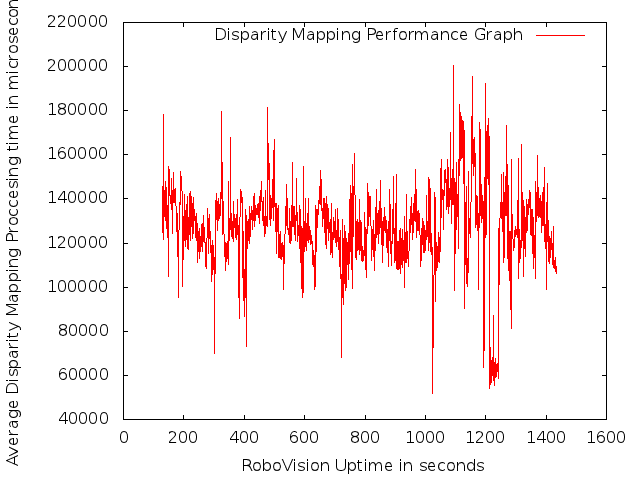 Disparity Mapping Performance Graph
220000
200000
180000
160000
140000
120000
100000
80000
60000
40000
0 200 400 600 800 1000 1200 1400 1600
RoboVision Uptime in seconds
Average Disparity Mapping Proccesing time in microsecon